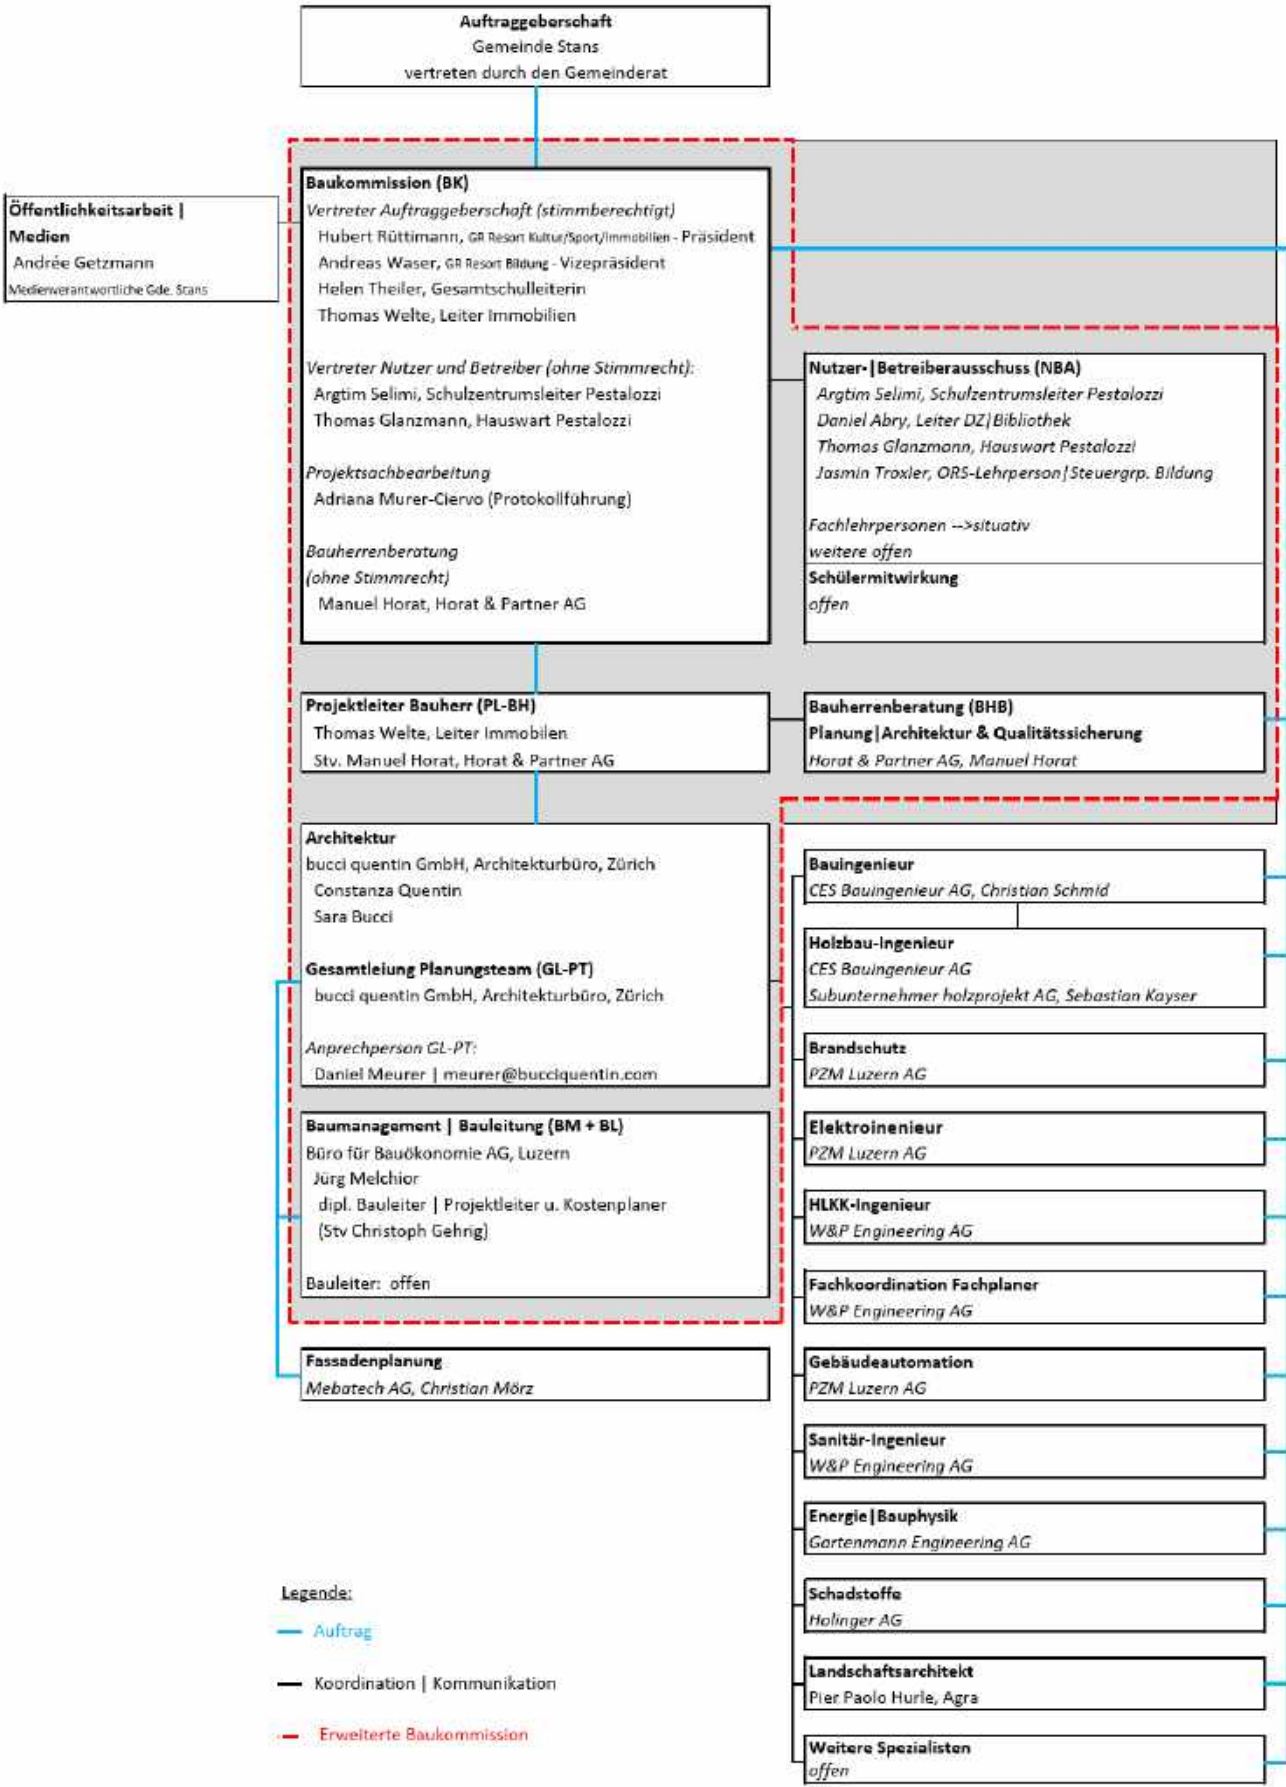 Auftraggeberschaft
Gemeinde Stans
vertreten durch den Gemeinderat
Öffentlichkeitsarbeit |
Medien
Andrée Getzmann
Medienverantwortliche Gde. Stans
Baukommission (BK)
Vertreter Auftraggeberschaft (stimmberechtigt)
Hubert Rüttimann, GR Resort Kultur/Sport/Immobilien - Präsident
Andreas Waser, GR Resort Bildung - Vizepräsident
Helen Theiler, Gesamtschulleiterin
Thomas Welte, Leiter Immobilien
Vertreter Nutzer und Betreiber (ohne Stimmrecht):
Argtim Selimi, Schulzentrumsleiter Pestalozzi
Thomas Glanzmann, Hauswart Pestalozzi
Projektsachbearbeitung
Adriana Murer-Ciervo (Protokollführung)
Bauherrenberatung
(ohne Stimmrecht)
Manuel Horat, Horat & Partner AG
Nutzer-|Betreiberausschuss (NBA)
Argtim Selimi, Schulzentrumsleiter Pestalozzi
Daniel Abry, Leiter DZ|Bibliothek
Thomas Glanzmann, Hauswart Pestalozzi
Jasmin Troxler, ORS-Lehrperson|Steuergrp. Bildung
Fachlehrpersonen -->situativ
weitere offen
Schülermitwirkung
offen
Projektleiter Bauherr (PL-BH)
Thomas Welte, Leiter Immobilen
Stv. Manuel Horat, Horat & Partner AG
Bauherrenberatung (BHB)
Planung|Architektur & Qualitätssicherung
Horat & Partner AG, Manuel Horat
Architektur
bucci quentin GmbH, Architekturbüro, Zürich
Constanza Quentin
Sara Bucci
Gesamtleiung Planungsteam (GL-PT)
bucci quentin GmbH, Architekturbüro, Zürich
Anprechperson GL-PT:
Daniel Meurer | meurer@bucciquentin.com
Baumanagement | Bauleitung (BM + BL)
Büro für Bauökonomie AG, Luzern
Jürg Melchior
dipl. Bauleiter | Projektleiter u. Kostenplaner
(Stv Christoph Gehrig)
Bauleiter: offen
Fassadenplanung
Mebatech AG, Christian Mörz
Bauingenieur
CES Bauingenieur AG, Christian Schmid
Holzbau-Ingenieur
CES Bauingenieur AG
Subunternehmer holzprojekt AG, Sebastian Kayser
Brandschutz
PZM Luzern AG
Elektroinenieur
PZM Luzern AG
HLKK-Ingenieur
W&P Engineering AG
Fachkoordination Fachplaner
W&P Engineering AG
Gebäudeautomation
PZM Luzern AG
Sanitär-Ingenieur
W&P Engineering AG
Energie|Bauphysik
Gartenmann Engineering AG
Schadstoffe
Holinger AG
Landschaftsarchitekt
Pier Paolo Hurle, Agra
Weitere Spezialisten
offen
Legende:
Auftrag
Koordination | Kommunikation
Erweiterte Baukommission